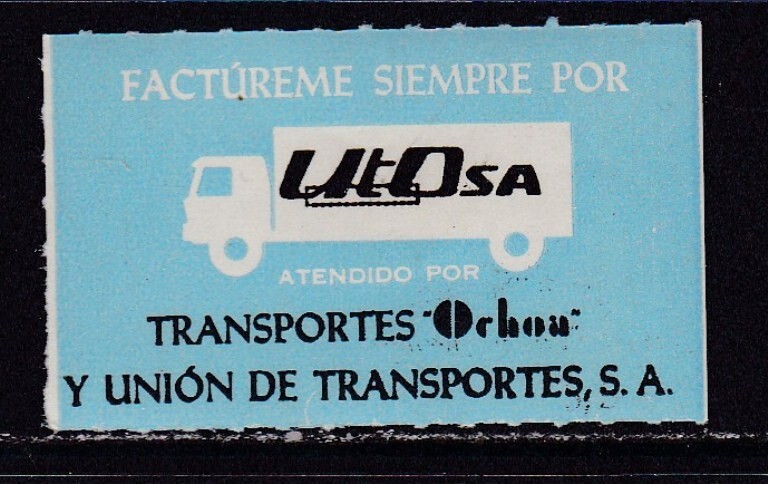 FACTÚREME SIEMPRE POR
UtOSA
ATENDIDO POR
TRANSPORTES "Ochoa"
Y UNIÓN DE TRANSPORTES, S. A.